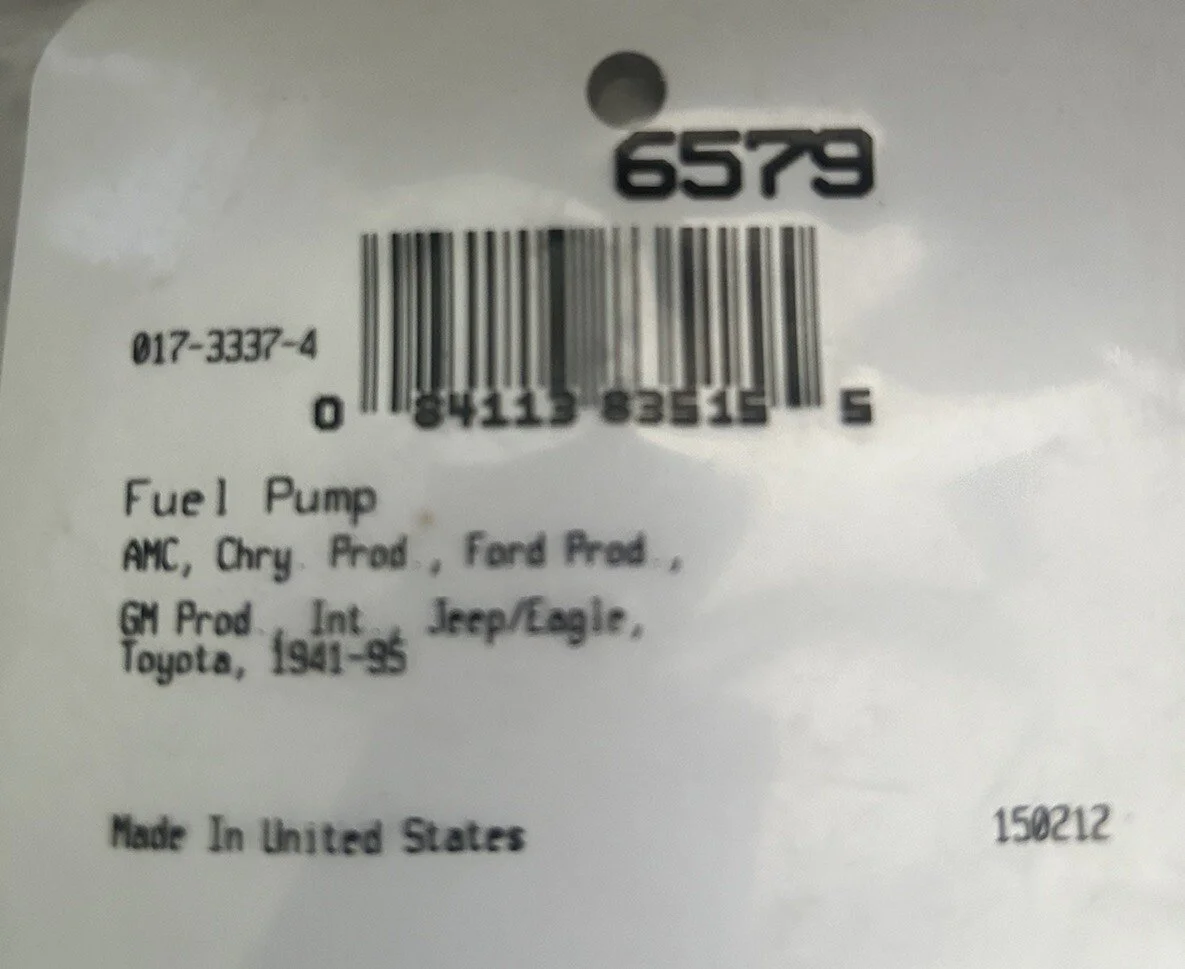 6579
017-3337-4
0 84113 83515 5
Fuel Pump
AMC, Chry. Prod., Ford Prod.,
GM Prod., Int., Jeep/Eagle,
Toyota, 1941-95
Made In United States
150212